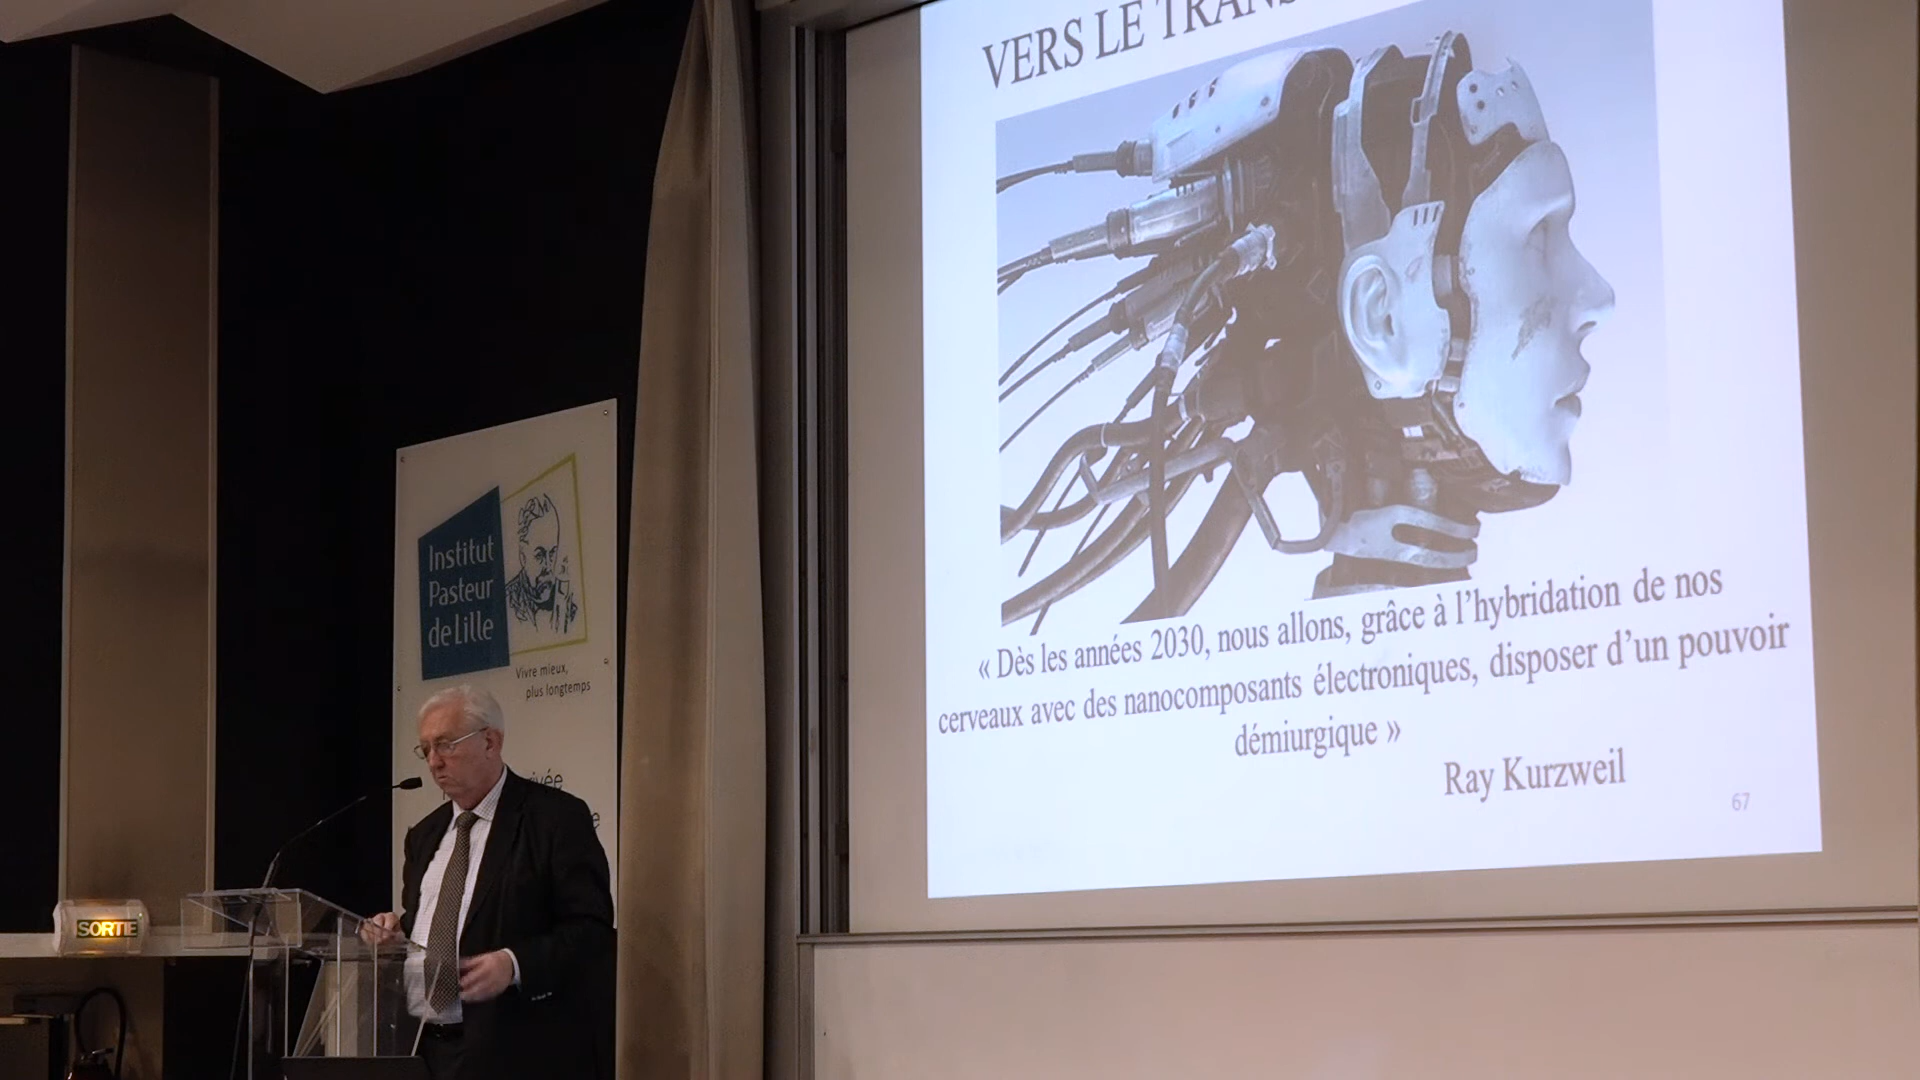 VERS LE TRANS
« Dès les années 2030, nous allons, grâce à l’hybridation de nos
cerveaux avec des nanocomposants électroniques, disposer d’un pouvoir
démiurgique »
Ray Kurzweil
67
Institut
Pasteur
de Lille
Vivre mieux,
plus longtemps
SORTIE